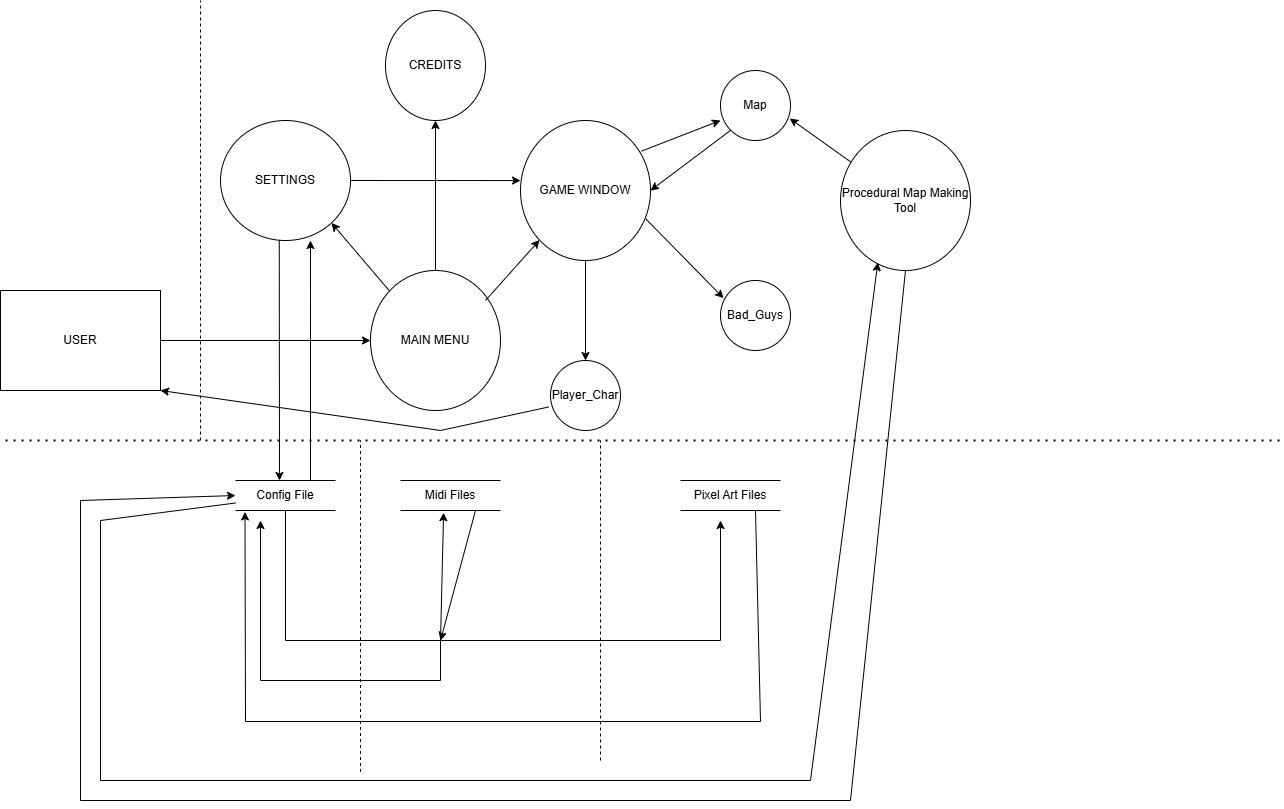 CREDITS
Map
SETTINGS
GAME WINDOW
Procedural Map Making
Tool
USER
MAIN MENU
Bad_Guys
Player_Char
Config File
Midi Files
Pixel Art Files